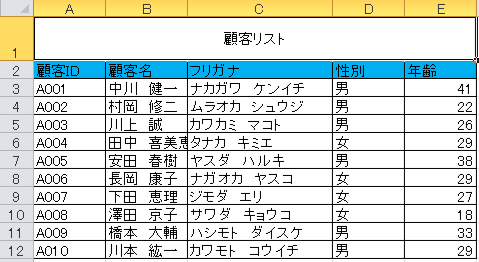 A B C D E
1 顧客リスト
2 顧客ID 顧客名 フリガナ 性別 年齢
3 A001 中川 健一 ナカガワ ケンイチ 男 41
4 A002 村岡 修二 ムラオカ シュウジ 男 22
5 A003 川上 誠 カワカミ マコト 男 26
6 A004 田中 喜美恵 タナカ キミエ 女 29
7 A005 安田 春樹 ヤスダ ハルキ 男 38
8 A006 長岡 康子 ナガオカ ヤスコ 女 29
9 A007 下田 恵理 ジモダ エリ 女 27
10 A008 澤田 京子 サワダ キョウコ 女 18
11 A009 橋本 大輔 ハシモト ダイスケ 男 33
12 A010 川本 紘一 カワモト コウイチ 男 29